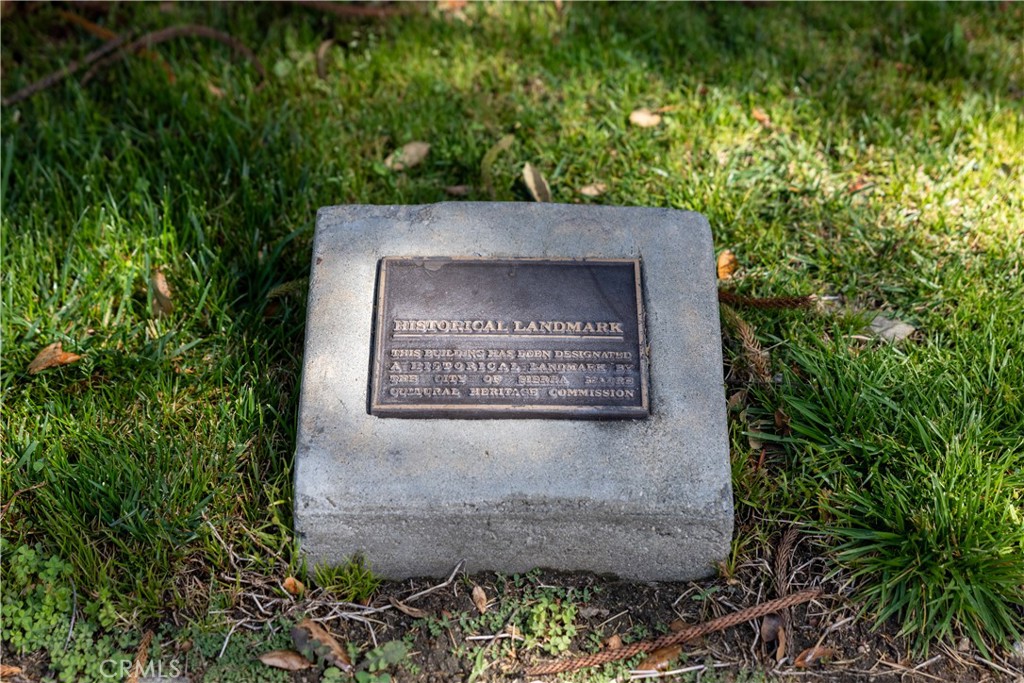 HISTORICAL LANDMARK
THIS BUILDING HAS BEEN DESIGNATED
A HISTORICAL LANDMARK BY
THE CITY OF SIERRA MADRE
CULTURAL HERITAGE COMMISSION
CRMLS